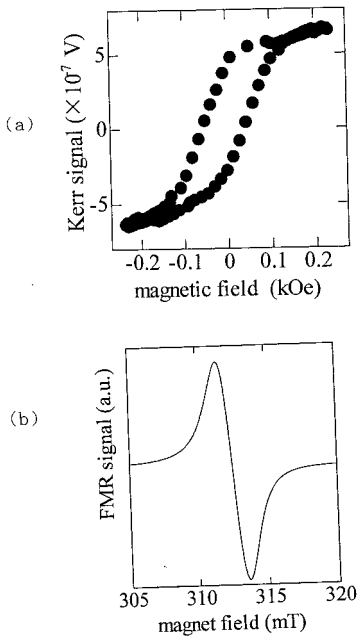 (a)
Kerr signal (×10⁻⁷ V)
5
0
-5
-0.2 -0.1 0 0.1 0.2
magnetic field (kOe)
(b)
FMR signal (a.u.)
305 310 315 320
magnet field (mT)